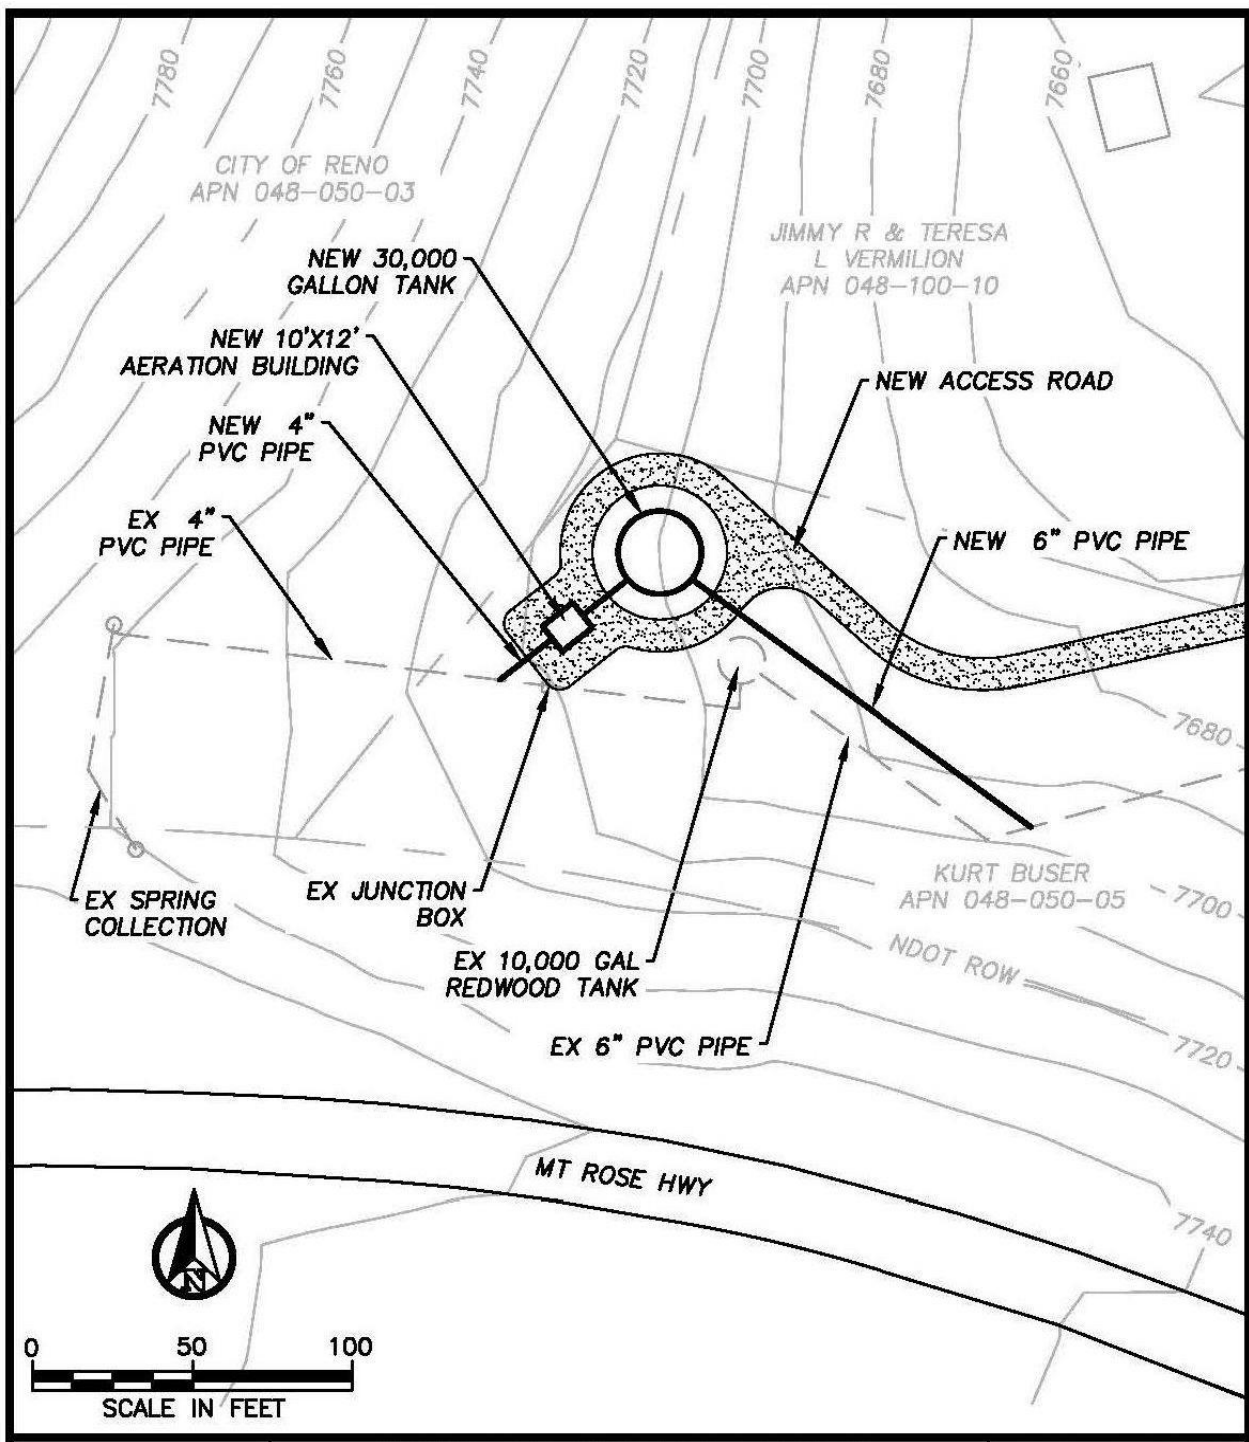 7780
7760
7740
7720
7700
7680
7660
CITY OF RENO
APN 048-050-03
JIMMY R & TERESA
L VERMILION
APN 048-100-10
NEW 30,000
GALLON TANK
NEW 10'X12'
AERATION BUILDING
NEW ACCESS ROAD
NEW 4"
PVC PIPE
EX 4"
PVC PIPE
NEW 6" PVC PIPE
7680
EX SPRING
COLLECTION
EX JUNCTION
BOX
KURT BUSER
APN 048-050-05
7700
EX 10,000 GAL
REDWOOD TANK
NDOT ROW
EX 6" PVC PIPE
7720
MT ROSE HWY
7740
N
0 50 100
SCALE IN FEET